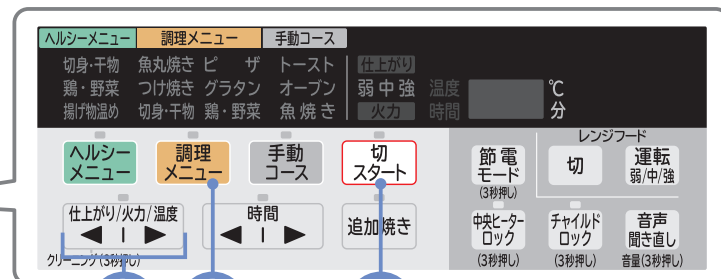 ヘルシーメニュー 調理メニュー 手動コース
切身・干物 魚丸焼き ピ ザ トースト 仕上がり
鶏・野菜 つけ焼き グラタン オーブン 弱 中 強 温度 ℃
揚げ物温め 切身・干物 鶏・野菜 魚焼き 火力 時間 分
レンジフード
ヘルシー
メニュー
調理
メニュー
手動
コース
切
スタート
節電
モード
(3秒押し)
切
運転
弱/中/強
仕上がり/火力/温度
◀ I ▶
時間
◀ I ▶
追加焼き
中央ヒーター
ロック
(3秒押し)
チャイルド
ロック
(3秒押し)
音声
聞き直し
音量(3秒押し)
クリーニング(3秒押し)